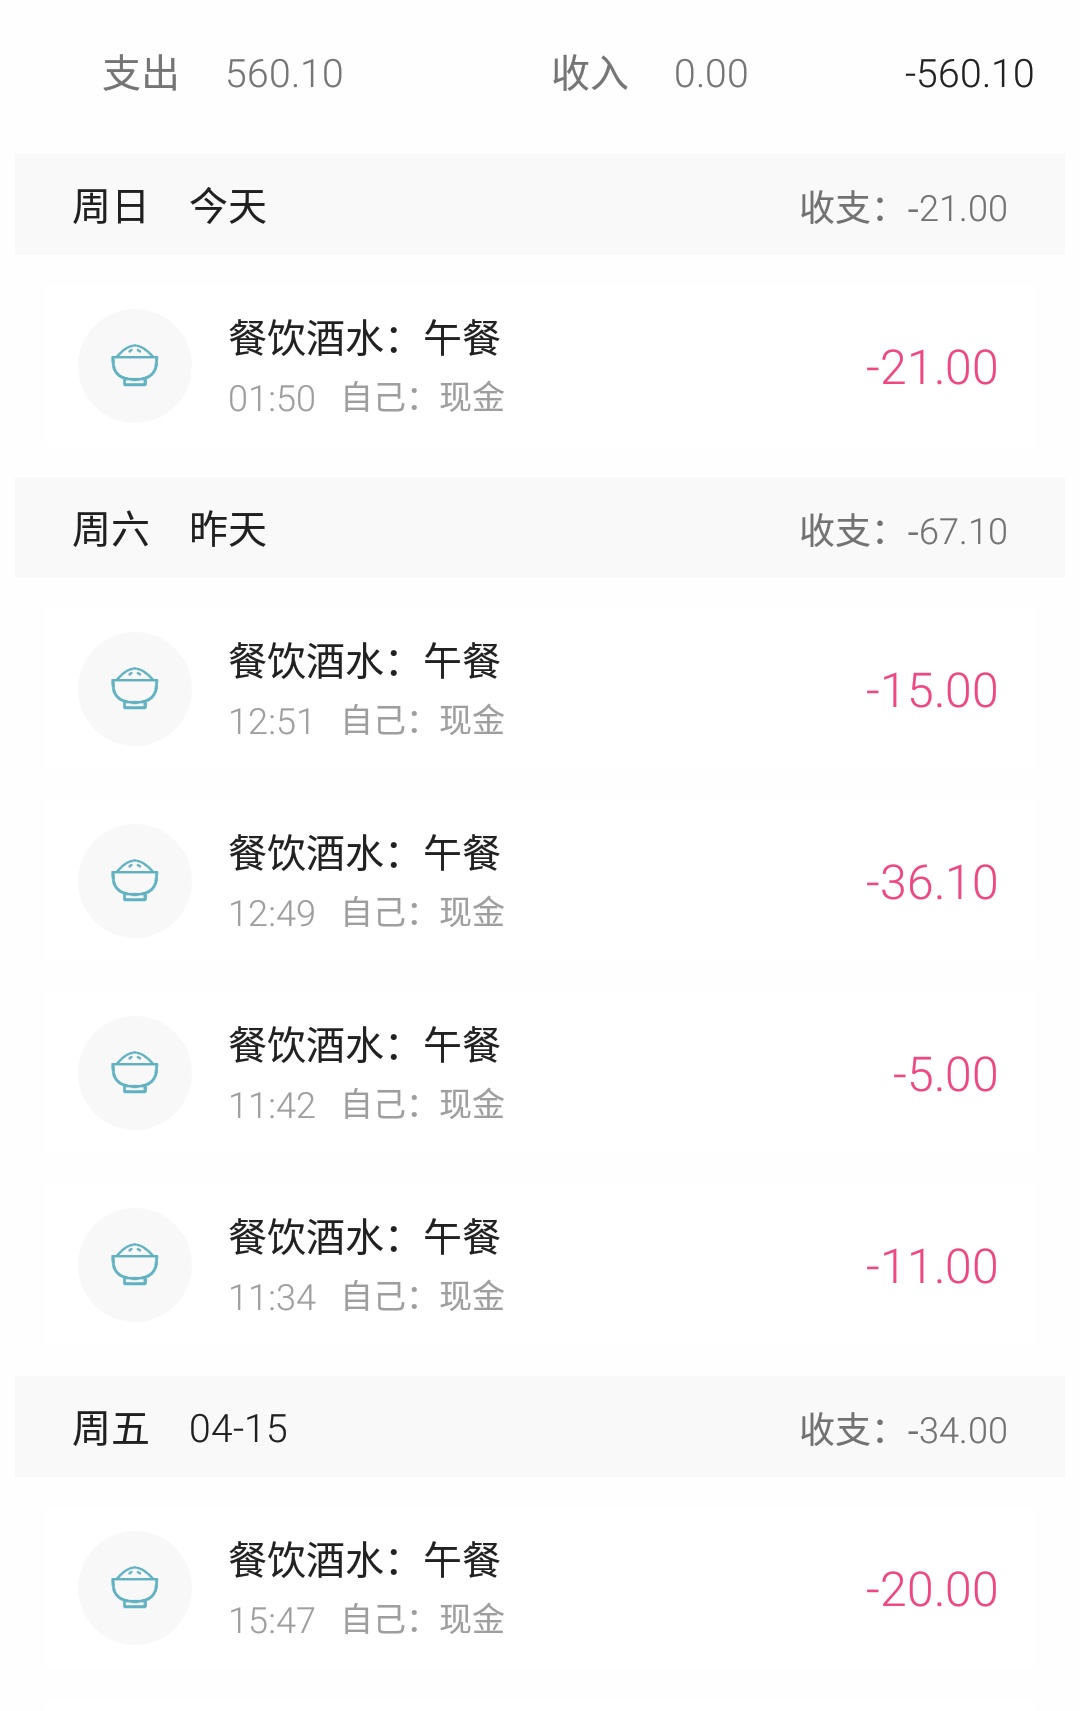 支出 560.10 收入 0.00 -560.10
周日 今天 收支：-21.00
餐饮酒水：午餐
-21.00
01:50 自己：现金
周六 昨天 收支：-67.10
餐饮酒水：午餐
-15.00
12:51 自己：现金
餐饮酒水：午餐
-36.10
12:49 自己：现金
餐饮酒水：午餐
-5.00
11:42 自己：现金
餐饮酒水：午餐
-11.00
11:34 自己：现金
周五 04-15 收支：-34.00
餐饮酒水：午餐
-20.00
15:47 自己：现金